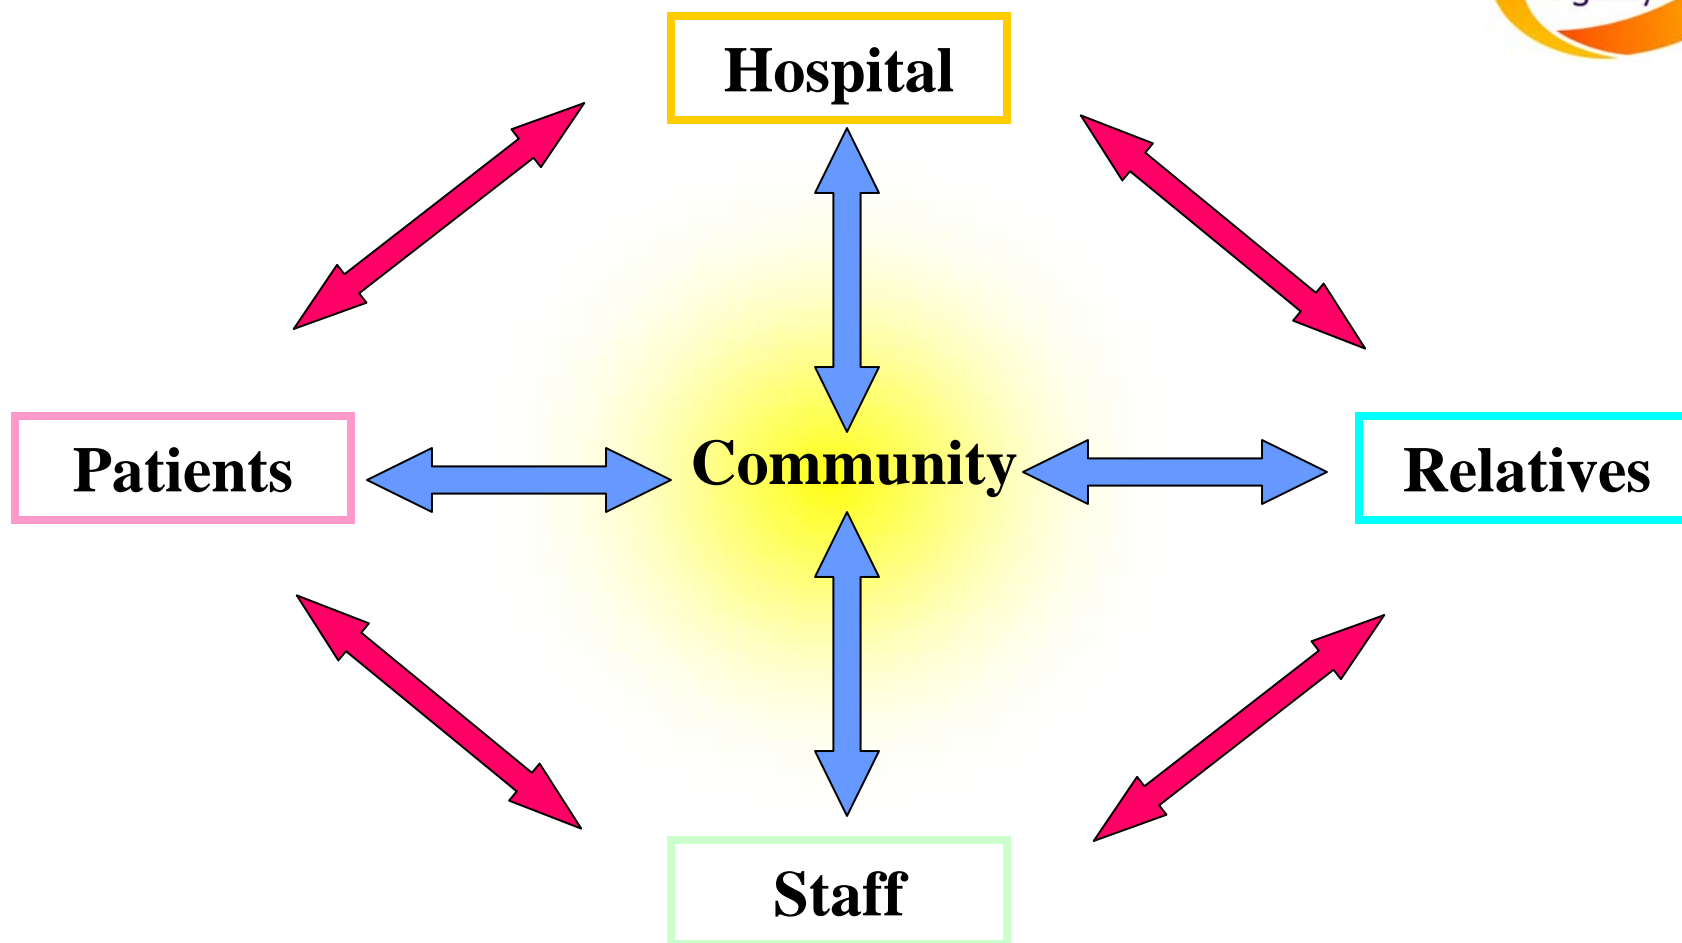 Hospital
Patients
Community
Relatives
Staff